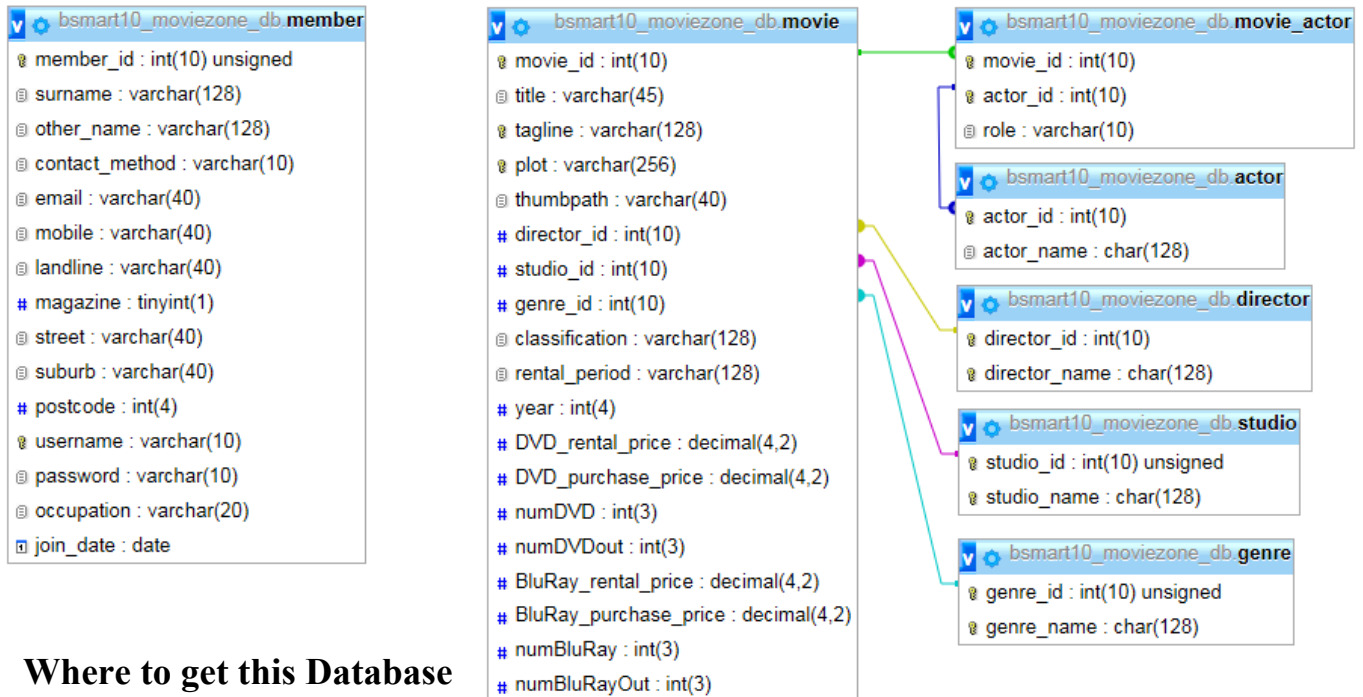 bsmart10_moviezone_db.member
member_id : int(10) unsigned
surname : varchar(128)
other_name : varchar(128)
contact_method : varchar(10)
email : varchar(40)
mobile : varchar(40)
landline : varchar(40)
# magazine : tinyint(1)
street : varchar(40)
suburb : varchar(40)
# postcode : int(4)
username : varchar(10)
password : varchar(10)
occupation : varchar(20)
join_date : date
bsmart10_moviezone_db.movie
movie_id : int(10)
title : varchar(45)
tagline : varchar(128)
plot : varchar(256)
thumbpath : varchar(40)
# director_id : int(10)
# studio_id : int(10)
# genre_id : int(10)
classification : varchar(128)
rental_period : varchar(128)
# year : int(4)
# DVD_rental_price : decimal(4,2)
# DVD_purchase_price : decimal(4,2)
# numDVD : int(3)
# numDVDout : int(3)
# BluRay_rental_price : decimal(4,2)
# BluRay_purchase_price : decimal(4,2)
# numBluRay : int(3)
# numBluRayOut : int(3)
bsmart10_moviezone_db.movie_actor
movie_id : int(10)
actor_id : int(10)
role : varchar(10)
bsmart10_moviezone_db.actor
actor_id : int(10)
actor_name : char(128)
bsmart10_moviezone_db.director
director_id : int(10)
director_name : char(128)
bsmart10_moviezone_db.studio
studio_id : int(10) unsigned
studio_name : char(128)
bsmart10_moviezone_db.genre
genre_id : int(10) unsigned
genre_name : char(128)
Where to get this Database